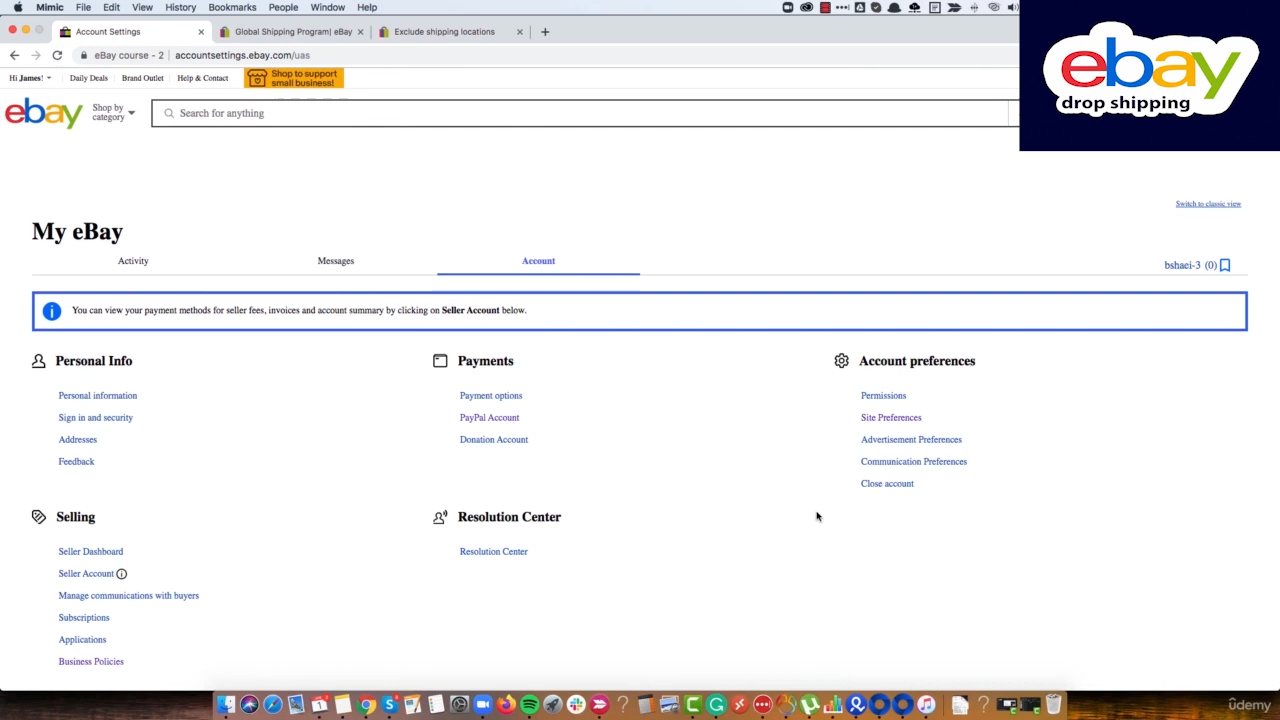 Mimic File Edit View History Bookmarks People Window Help
Account Settings Global Shipping Program| eBay Exclude shipping locations
eBay course - 2 accountsettings.ebay.com/uas
Hi James! Daily Deals Brand Outlet Help & Contact Shop to support
small business!
ebay Shop by
category Search for anything
ebay
drop shipping
Switch to classic view
My eBay
Activity Messages Account
bshaei-3 (0)
You can view your payment methods for seller fees, invoices and account summary by clicking on Seller Account below.
Personal Info
Personal information
Sign in and security
Addresses
Feedback
Payments
Payment options
PayPal Account
Donation Account
Account preferences
Permissions
Site Preferences
Advertisement Preferences
Communication Preferences
Close account
Selling
Seller Dashboard
Seller Account
Manage communications with buyers
Subscriptions
Applications
Business Policies
Resolution Center
Resolution Center
ûdemy